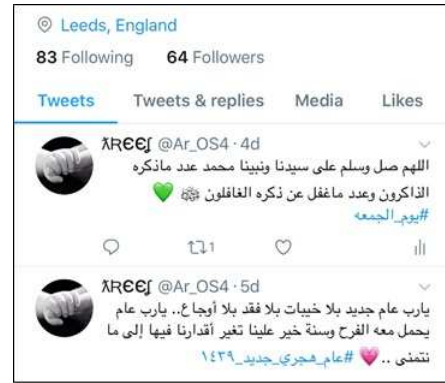 Leeds, England
83 Following 64 Followers
Tweets Tweets & replies Media Likes
ƛƦЄЄʃ @Ar_OS4 · 4d
اللهم صل وسلم على سيدنا ونبينا محمد عدد ماذكره
الذاكرون وعدد ماغفل عن ذكره الغافلون ﷺ 💚
#يوم_الجمعه
1
ƛƦЄЄʃ @Ar_OS4 · 5d
يارب عام جديد بلا خيبات بلا فقد بلا أوجاع.. يارب عام
يحمل معه الفرح وسنة خير علينا تغير أقدارنا فيها إلى ما
نتمنى .. 💗 #عام_هجري_جديد_١٤٣٩